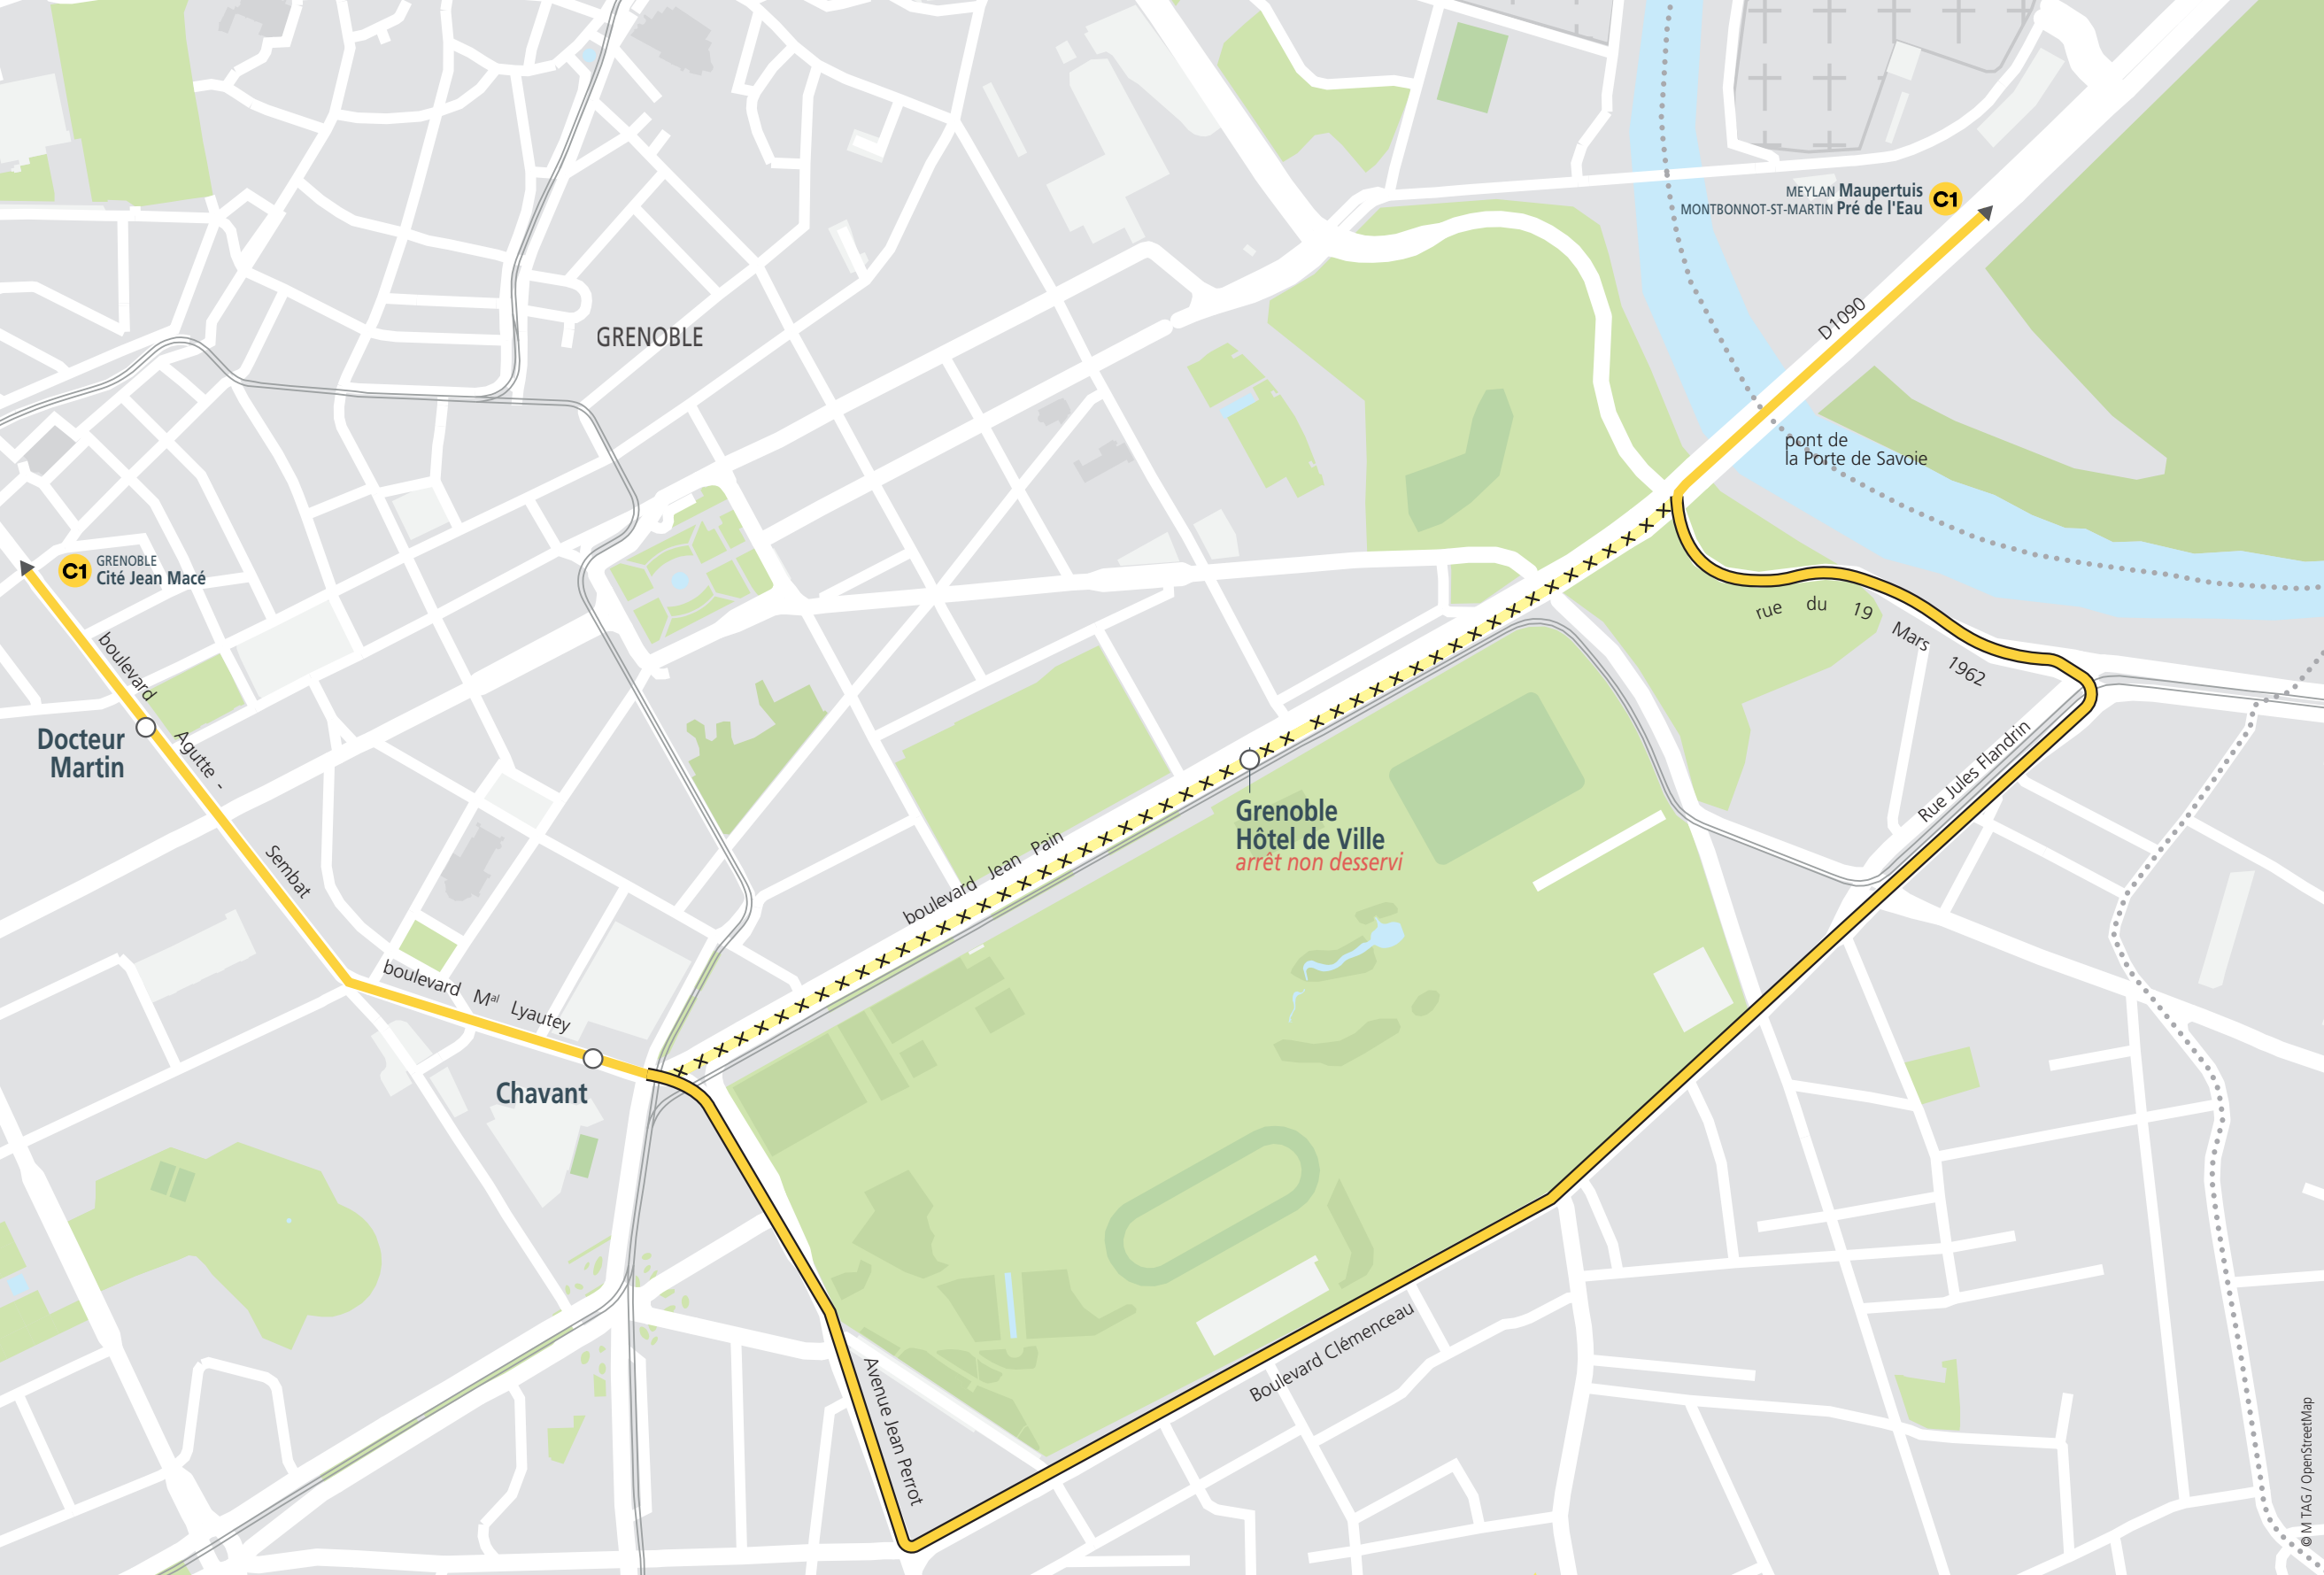 MEYLAN Maupertuis
MONTBONNOT-ST-MARTIN Pré de l'Eau
C1
D1090
GRENOBLE
pont de
la Porte de Savoie
C1
GRENOBLE
Cité Jean Macé
rue du 19 Mars 1962
boulevard Agutte - Sembat
Docteur
Martin
Rue Jules Flandrin
Grenoble
Hôtel de Ville
arrêt non desservi
boulevard Jean Pain
boulevard Mal Lyautey
Chavant
Boulevard Clémenceau
Avenue Jean Perrot
© M TAG / OpenStreetMap